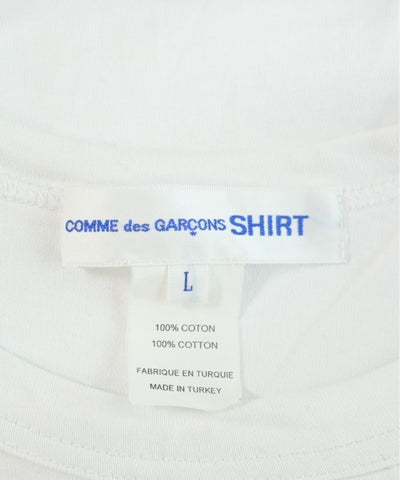 COMME des GARÇONS SHIRT
L
100% COTON
100% COTTON
FABRIQUE EN TURQUIE
MADE IN TURKEY